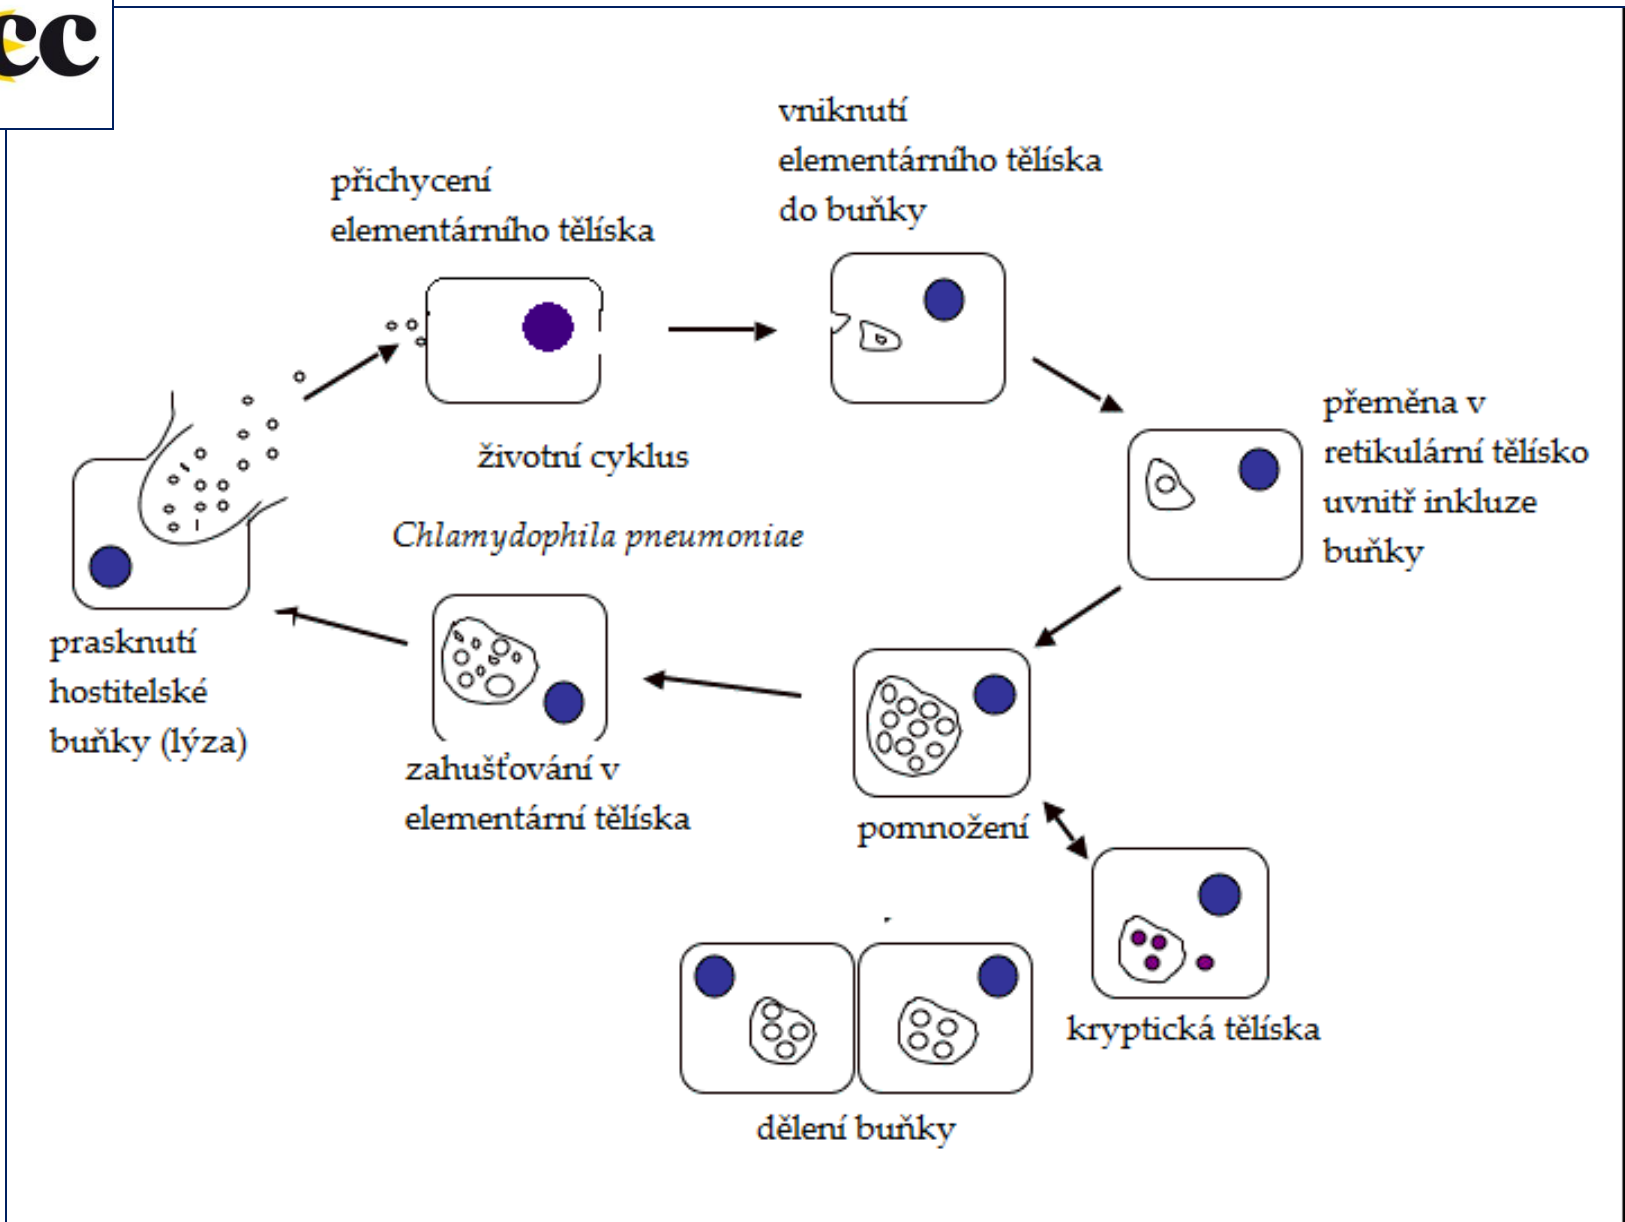 cc
vniknutí
elementárního tělíska
do buňky
přichycení
elementárního tělíska
životní cyklus
Chlamydophila pneumoniae
přeměna v
retikulární tělísko
uvnitř inkluze
buňky
prasknutí
hostitelské
buňky (lýza)
zahušťování v
elementární tělíska
pomnožení
kryptická tělíska
dělení buňky